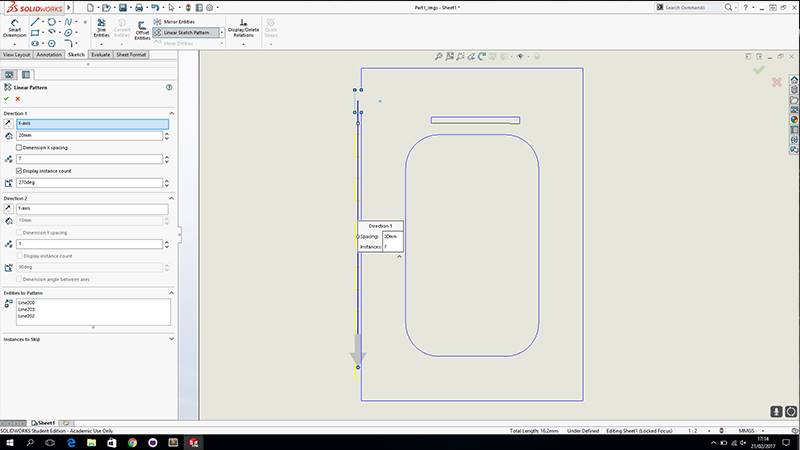 SOLIDWORKS
Part1_imgs - Sheet1 *
Search Commands
Smart Dimension
Trim Entities
Convert Entities
Offset Entities
Mirror Entities
Linear Sketch Pattern
Move Entities
Display/Delete Relations
Quick Snaps
View Layout
Annotation
Sketch
Evaluate
Sheet Format
Linear Pattern
Direction 1
X-axis
20mm
Dimension X spacing
7
Display instance count
270deg
Direction 2
Y-axis
10mm
Dimension Y spacing
1
Display instance count
90deg
Dimension angle between axes
Entities to Pattern
Line200
Line203
Line202
Instances to Skip
Direction 1
Spacing: 20mm
Instances: 7
Sheet1
SOLIDWORKS Student Edition - Academic Use Only.
Total Length: 16.2mm
Under Defined
Editing Sheet1 (Locked Focus)
1 : 2
MMGS
17:14
21/02/2017